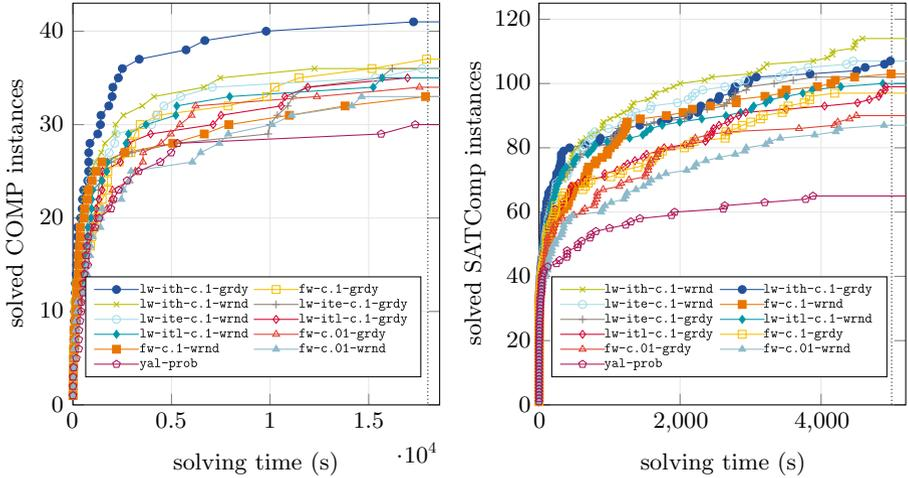 40
30
20
10
0
solved COMP instances
lw-ith-c.1-grdy fw-c.1-grdy
lw-ith-c.1-wrnd lw-ite-c.1-grdy
lw-ite-c.1-wrnd lw-itl-c.1-grdy
lw-itl-c.1-wrnd fw-c.01-grdy
fw-c.1-wrnd fw-c.01-wrnd
yal-prob
0 0.5 1 1.5
·10^4
solving time (s)
120
100
80
60
40
20
0
solved SATComp instances
lw-ith-c.1-wrnd lw-ith-c.1-grdy
lw-ite-c.1-wrnd fw-c.1-wrnd
lw-ite-c.1-grdy lw-itl-c.1-wrnd
lw-itl-c.1-grdy fw-c.1-grdy
fw-c.01-grdy fw-c.01-wrnd
yal-prob
0 2,000 4,000
solving time (s)